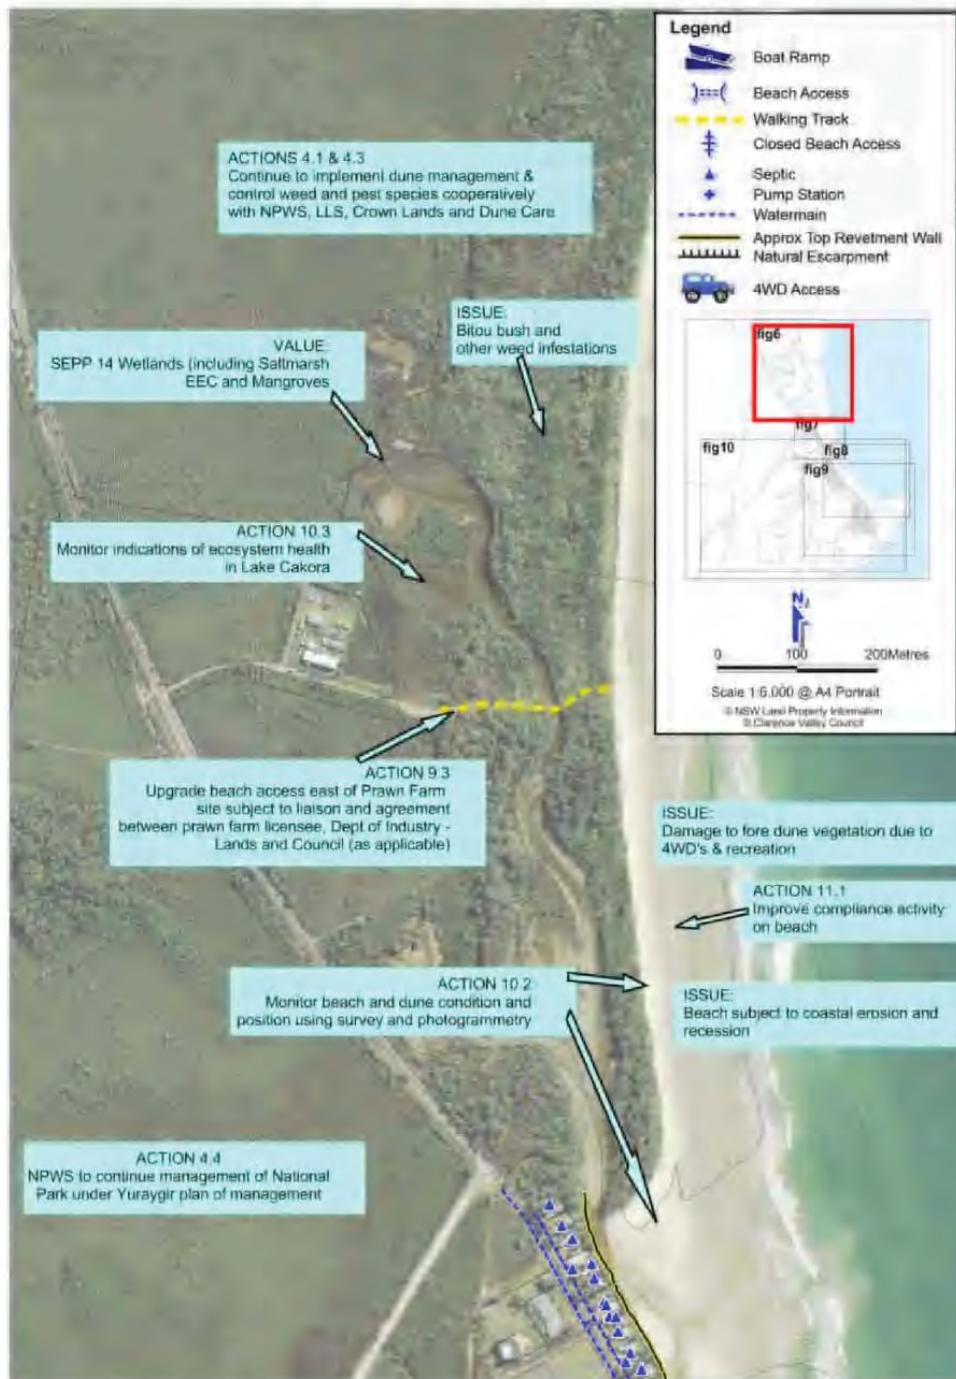 Legend
Boat Ramp
Beach Access
Walking Track
Closed Beach Access
Septic
Pump Station
Watermain
Approx Top Revetment Wall
Natural Escarpment
4WD Access
fig6
fig7
fig10
fig8
fig9
N
0 100 200Metres
Scale 1:6,000 @ A4 Portrait
© NSW Land Property Information
© Clarence Valley Council
ACTIONS 4.1 & 4.3
Continue to implement dune management &
control weed and pest species cooperatively
with NPWS, LLS, Crown Lands and Dune Care
ISSUE:
Bitou bush and
other weed infestations
VALUE
SEPP 14 Wetlands (including Saltmarsh
EEC and Mangroves
ACTION 10.3
Monitor indications of ecosystem health
in Lake Cakora
ACTION 9.3
Upgrade beach access east of Prawn Farm
site subject to liaison and agreement
between prawn farm licensee, Dept of Industry -
Lands and Council (as applicable)
ISSUE:
Damage to fore dune vegetation due to
4WD's & recreation
ACTION 11.1
Improve compliance activity
on beach
ACTION 10.2
Monitor beach and dune condition and
position using survey and photogrammetry
ISSUE:
Beach subject to coastal erosion and
recession
ACTION 4.4
NPWS to continue management of National
Park under Yuraygir plan of management